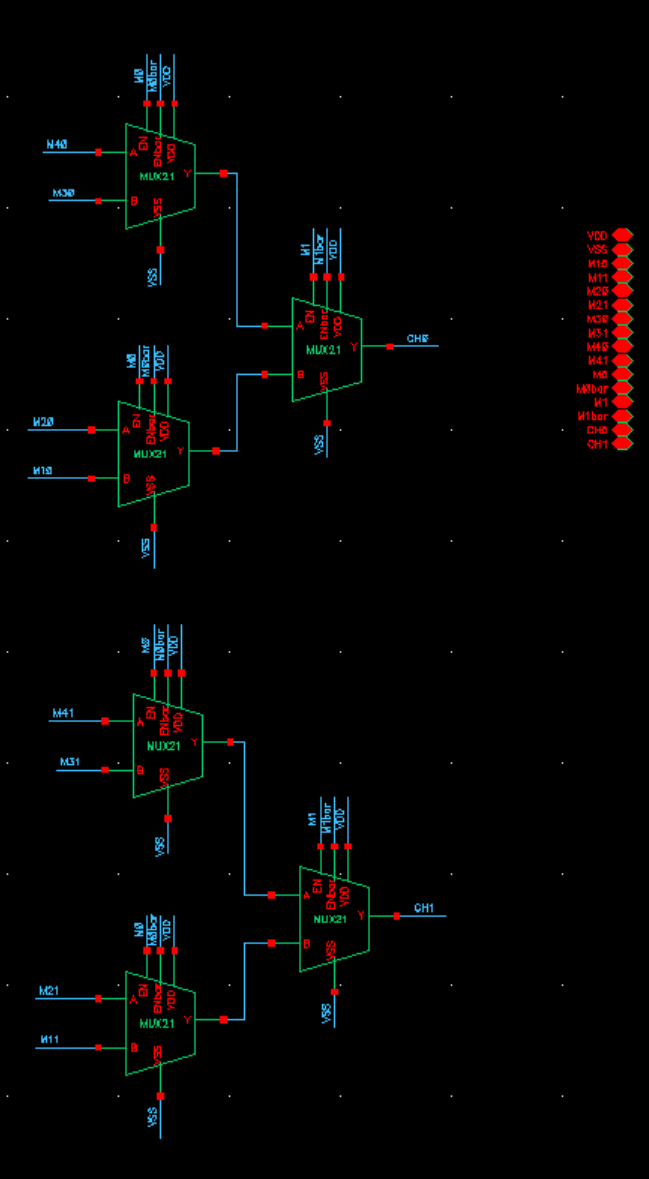 M0
M0bar
VDD
M40
M30
A
B
EN
ENbar
VDD
MUX21
VSS
Y
VSS
M1
M1bar
VDD
A
B
EN
ENbar
VDD
MUX21
VSS
Y
CH0
VSS
M0
M0bar
VDD
M20
M10
A
B
EN
ENbar
VDD
MUX21
VSS
Y
VSS
VDD
VSS
M10
M11
M20
M21
M30
M31
M40
M41
M0
M0bar
M1
M1bar
CH0
CH1
M0
M0bar
VDD
M41
M31
A
B
EN
ENbar
VDD
MUX21
VSS
Y
VSS
M1
M1bar
VDD
A
B
EN
ENbar
VDD
MUX21
VSS
Y
CH1
VSS
M0
M0bar
VDD
M21
M11
A
B
EN
ENbar
VDD
MUX21
VSS
Y
VSS